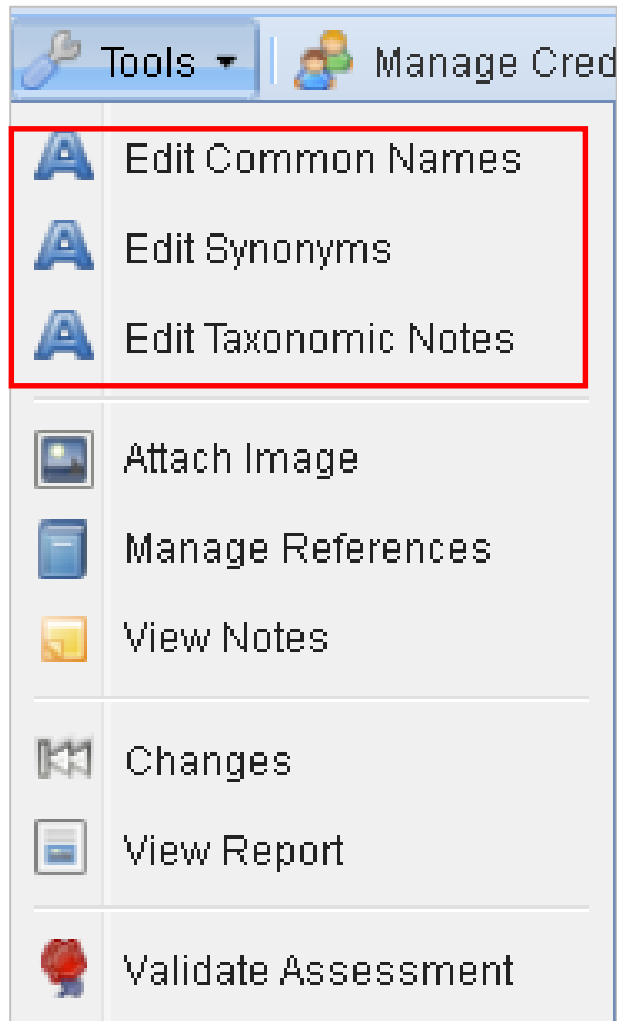 Tools Manage Cred
Edit Common Names
Edit Synonyms
Edit Taxonomic Notes
Attach Image
Manage References
View Notes
Changes
View Report
Validate Assessment